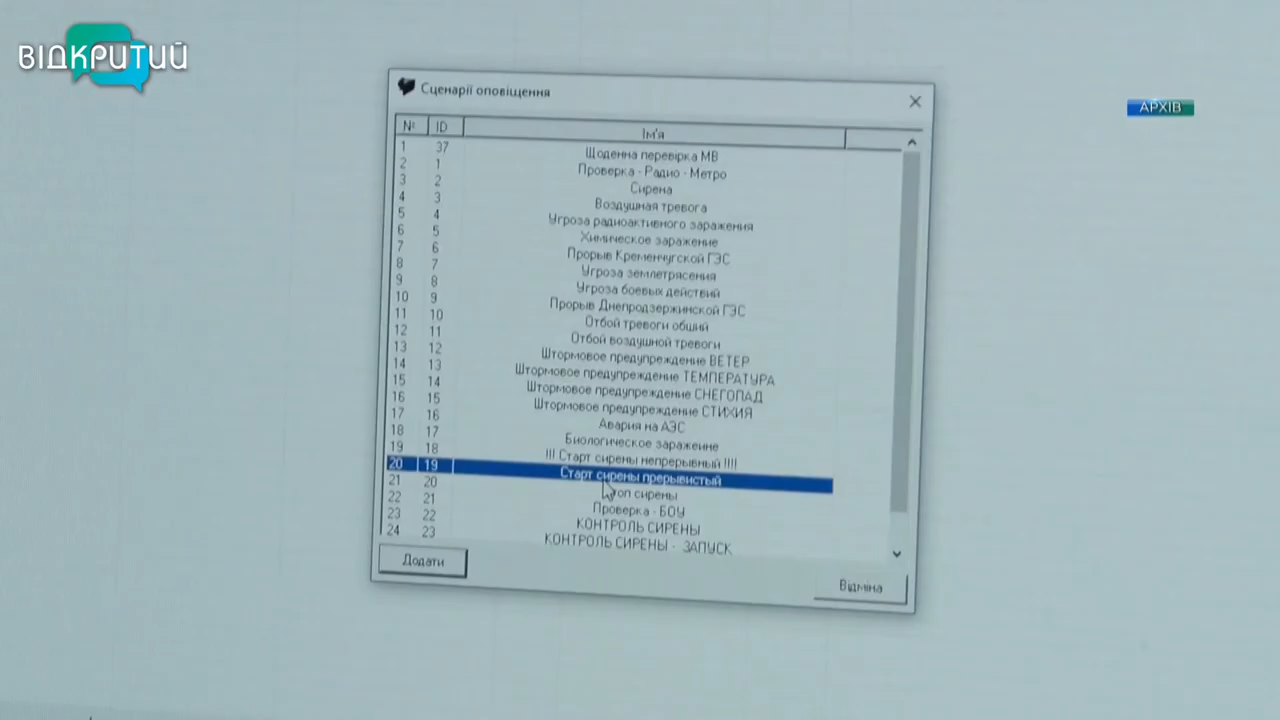 ВІДКРИТИЙ
АРХІВ
Сценарії оповіщення
№ ID Ім'я
1 37 Щоденна перевірка МВ
2 1 Проверка - Радио - Метро
3 2 Сирена
4 3 Воздушная тревога
5 4 Угроза радиоактивного заражения
6 5 Химическое заражение
7 6 Прорыв Кременчугской ГЭС
8 7 Угроза землетрясения
9 8 Угроза боевых действий
10 9 Прорыв Днепродзержинской ГЭС
11 10 Отбой тревоги обший
12 11 Отбой воздушной тревоги
13 12 Штормовое предупреждение ВЕТЕР
14 13 Штормовое предупреждение ТЕМПЕРАТУРА
15 14 Штормовое предупреждение СНЕГОПАД
16 15 Штормовое предупреждение СТИХИЯ
17 16 Авария на АЭС
18 17 Биологическое заражеине
19 18 !!! Старт сирены непрерывный !!!!
20 19 Старт сирены прерывистый
21 20 топ сирены
22 21 Проверка - БОУ
23 22 КОНТРОЛЬ СИРЕНЫ
24 23 КОНТРОЛЬ СИРЕНЫ - ЗАПУСК
Додати
Відміна